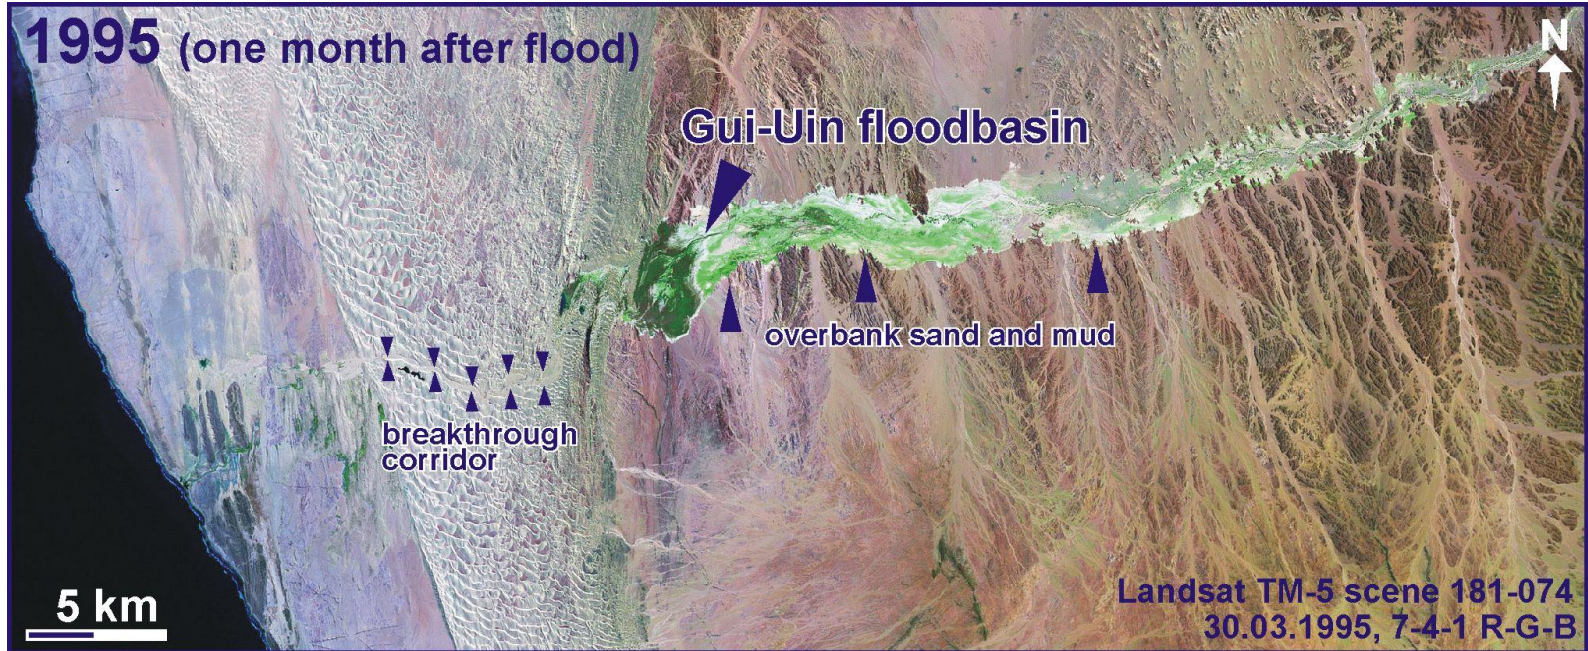 1995 (one month after flood)
N
Gui-Uin floodbasin
overbank sand and mud
breakthrough
corridor
5 km
Landsat TM-5 scene 181-074
30.03.1995, 7-4-1 R-G-B